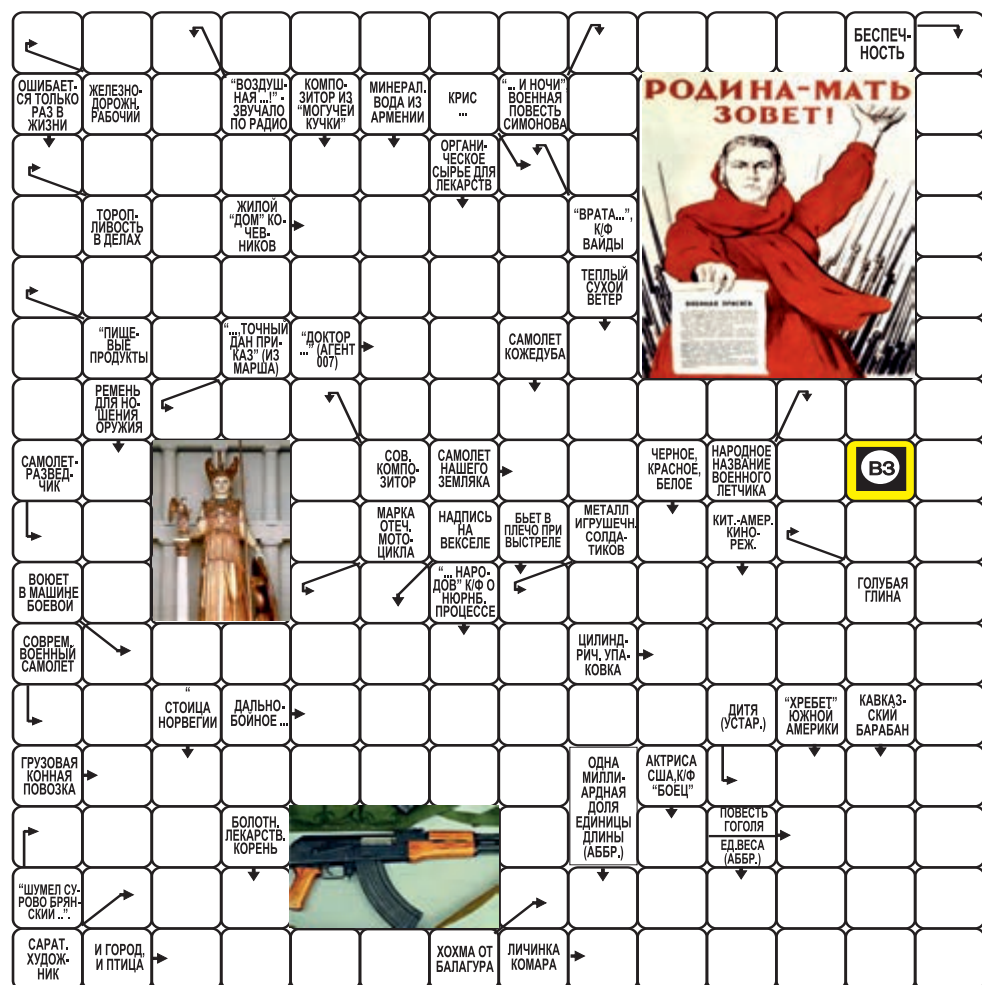 БЕСПЕЧ-
НОСТЬ
ОШИБАЕТ-
СЯ ТОЛЬКО
РАЗ В
ЖИЗНИ
ЖЕЛЕЗНО-
ДОРОЖН.
РАБОЧИЙ
“ВОЗДУШ-
НАЯ ...!” -
ЗВУЧАЛО
ПО РАДИО
КОМПО-
ЗИТОР ИЗ
“МОГУЧЕЙ
КУЧКИ”
МИНЕРАЛ.
ВОДА ИЗ
АРМЕНИИ
КРИС
...
“... И НОЧИ”
ВОЕННАЯ
ПОВЕСТЬ
СИМОНОВА
РОДИНА-МАТЬ
ЗОВЕТ!
ОРГАНИ-
ЧЕСКОЕ
СЫРЬЕ ДЛЯ
ЛЕКАРСТВ
ТОРОП-
ЛИВОСТЬ
В ДЕЛАХ
ЖИЛОЙ
“ДОМ” КО-
ЧЕВ-
НИКОВ
“ВРАТА...”,
К/Ф
ВАЙДЫ
ТЕПЛЫЙ
СУХОЙ
ВЕТЕР
ВОЕННАЯ ПРИСЯГА
“ПИЩЕ-
ВЫЕ
ПРОДУКТЫ
“...,ТОЧНЫЙ
ДАН ПРИ-
КАЗ” (ИЗ
МАРША)
“ДОКТОР
...” (АГЕНТ
007)
САМОЛЕТ
КОЖЕДУБА
РЕМЕНЬ
ДЛЯ НО-
ШЕНИЯ
ОРУЖИЯ
САМОЛЕТ-
РАЗВЕД-
ЧИК
СОВ.
КОМПО-
ЗИТОР
САМОЛЕТ
НАШЕГО
ЗЕМЛЯКА
ЧЕРНОЕ,
КРАСНОЕ,
БЕЛОЕ
НАРОДНОЕ
НАЗВАНИЕ
ВОЕННОГО
ЛЕТЧИКА
ВЗ
МАРКА
ОТЕЧ.
МОТО-
ЦИКЛА
НАДПИСЬ
НА
ВЕКСЕЛЕ
БЬЕТ В
ПЛЕЧО ПРИ
ВЫСТРЕЛЕ
МЕТАЛЛ
ИГРУШЕЧН.
СОЛДА-
ТИКОВ
КИТ.-АМЕР.
КИНО-
РЕЖ.
ВОЮЕТ
В МАШИНЕ
БОЕВОЙ
“... НАРО-
ДОВ” К/Ф О
НЮРНБ.
ПРОЦЕССЕ
ГОЛУБАЯ
ГЛИНА
СОВРЕМ.
ВОЕННЫЙ
САМОЛЕТ
ЦИЛИНД-
РИЧ. УПА-
КОВКА
“
СТОИЦА
НОРВЕГИИ
ДАЛЬНО-
БОЙНОЕ ...
ДИТЯ
(УСТАР.)
“ХРЕБЕТ”
ЮЖНОЙ
АМЕРИКИ
КАВКАЗ-
СКИЙ
БАРАБАН
ГРУЗОВАЯ
КОННАЯ
ПОВОЗКА
ОДНА
МИЛЛИ-
АРДНАЯ
ДОЛЯ
ЕДИНИЦЫ
ДЛИНЫ
(АББР.)
АКТРИСА
США,К/Ф
“БОЕЦ”
БОЛОТН.
ЛЕКАРСТВ.
КОРЕНЬ
ПОВЕСТЬ
ГОГОЛЯ
ЕД.ВЕСА
(АББР.)
“ШУМЕЛ СУ-
РОВО БРЯН-
СКИЙ ..”.
САРАТ.
ХУДОЖ-
НИК
И ГОРОД,
И ПТИЦА
ХОХМА ОТ
БАЛАГУРА
ЛИЧИНКА
КОМАРА